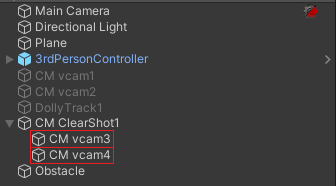 Main Camera
Directional Light
Plane
3rdPersonController
CM vcam1
CM vcam2
DollyTrack1
CM ClearShot1
CM vcam3
CM vcam4
Obstacle